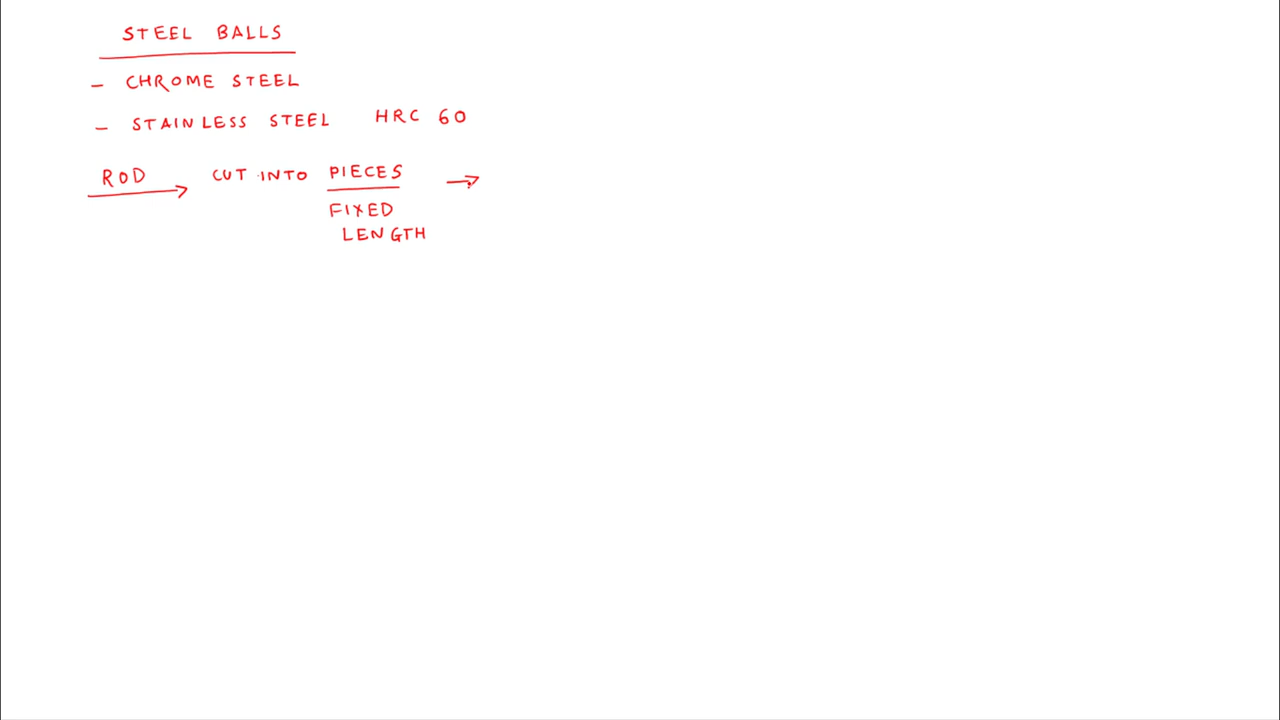 STEEL BALLS
- CHROME STEEL
- STAINLESS STEEL HRC 60
ROD → CUT INTO PIECES →
FIXED
LENGTH